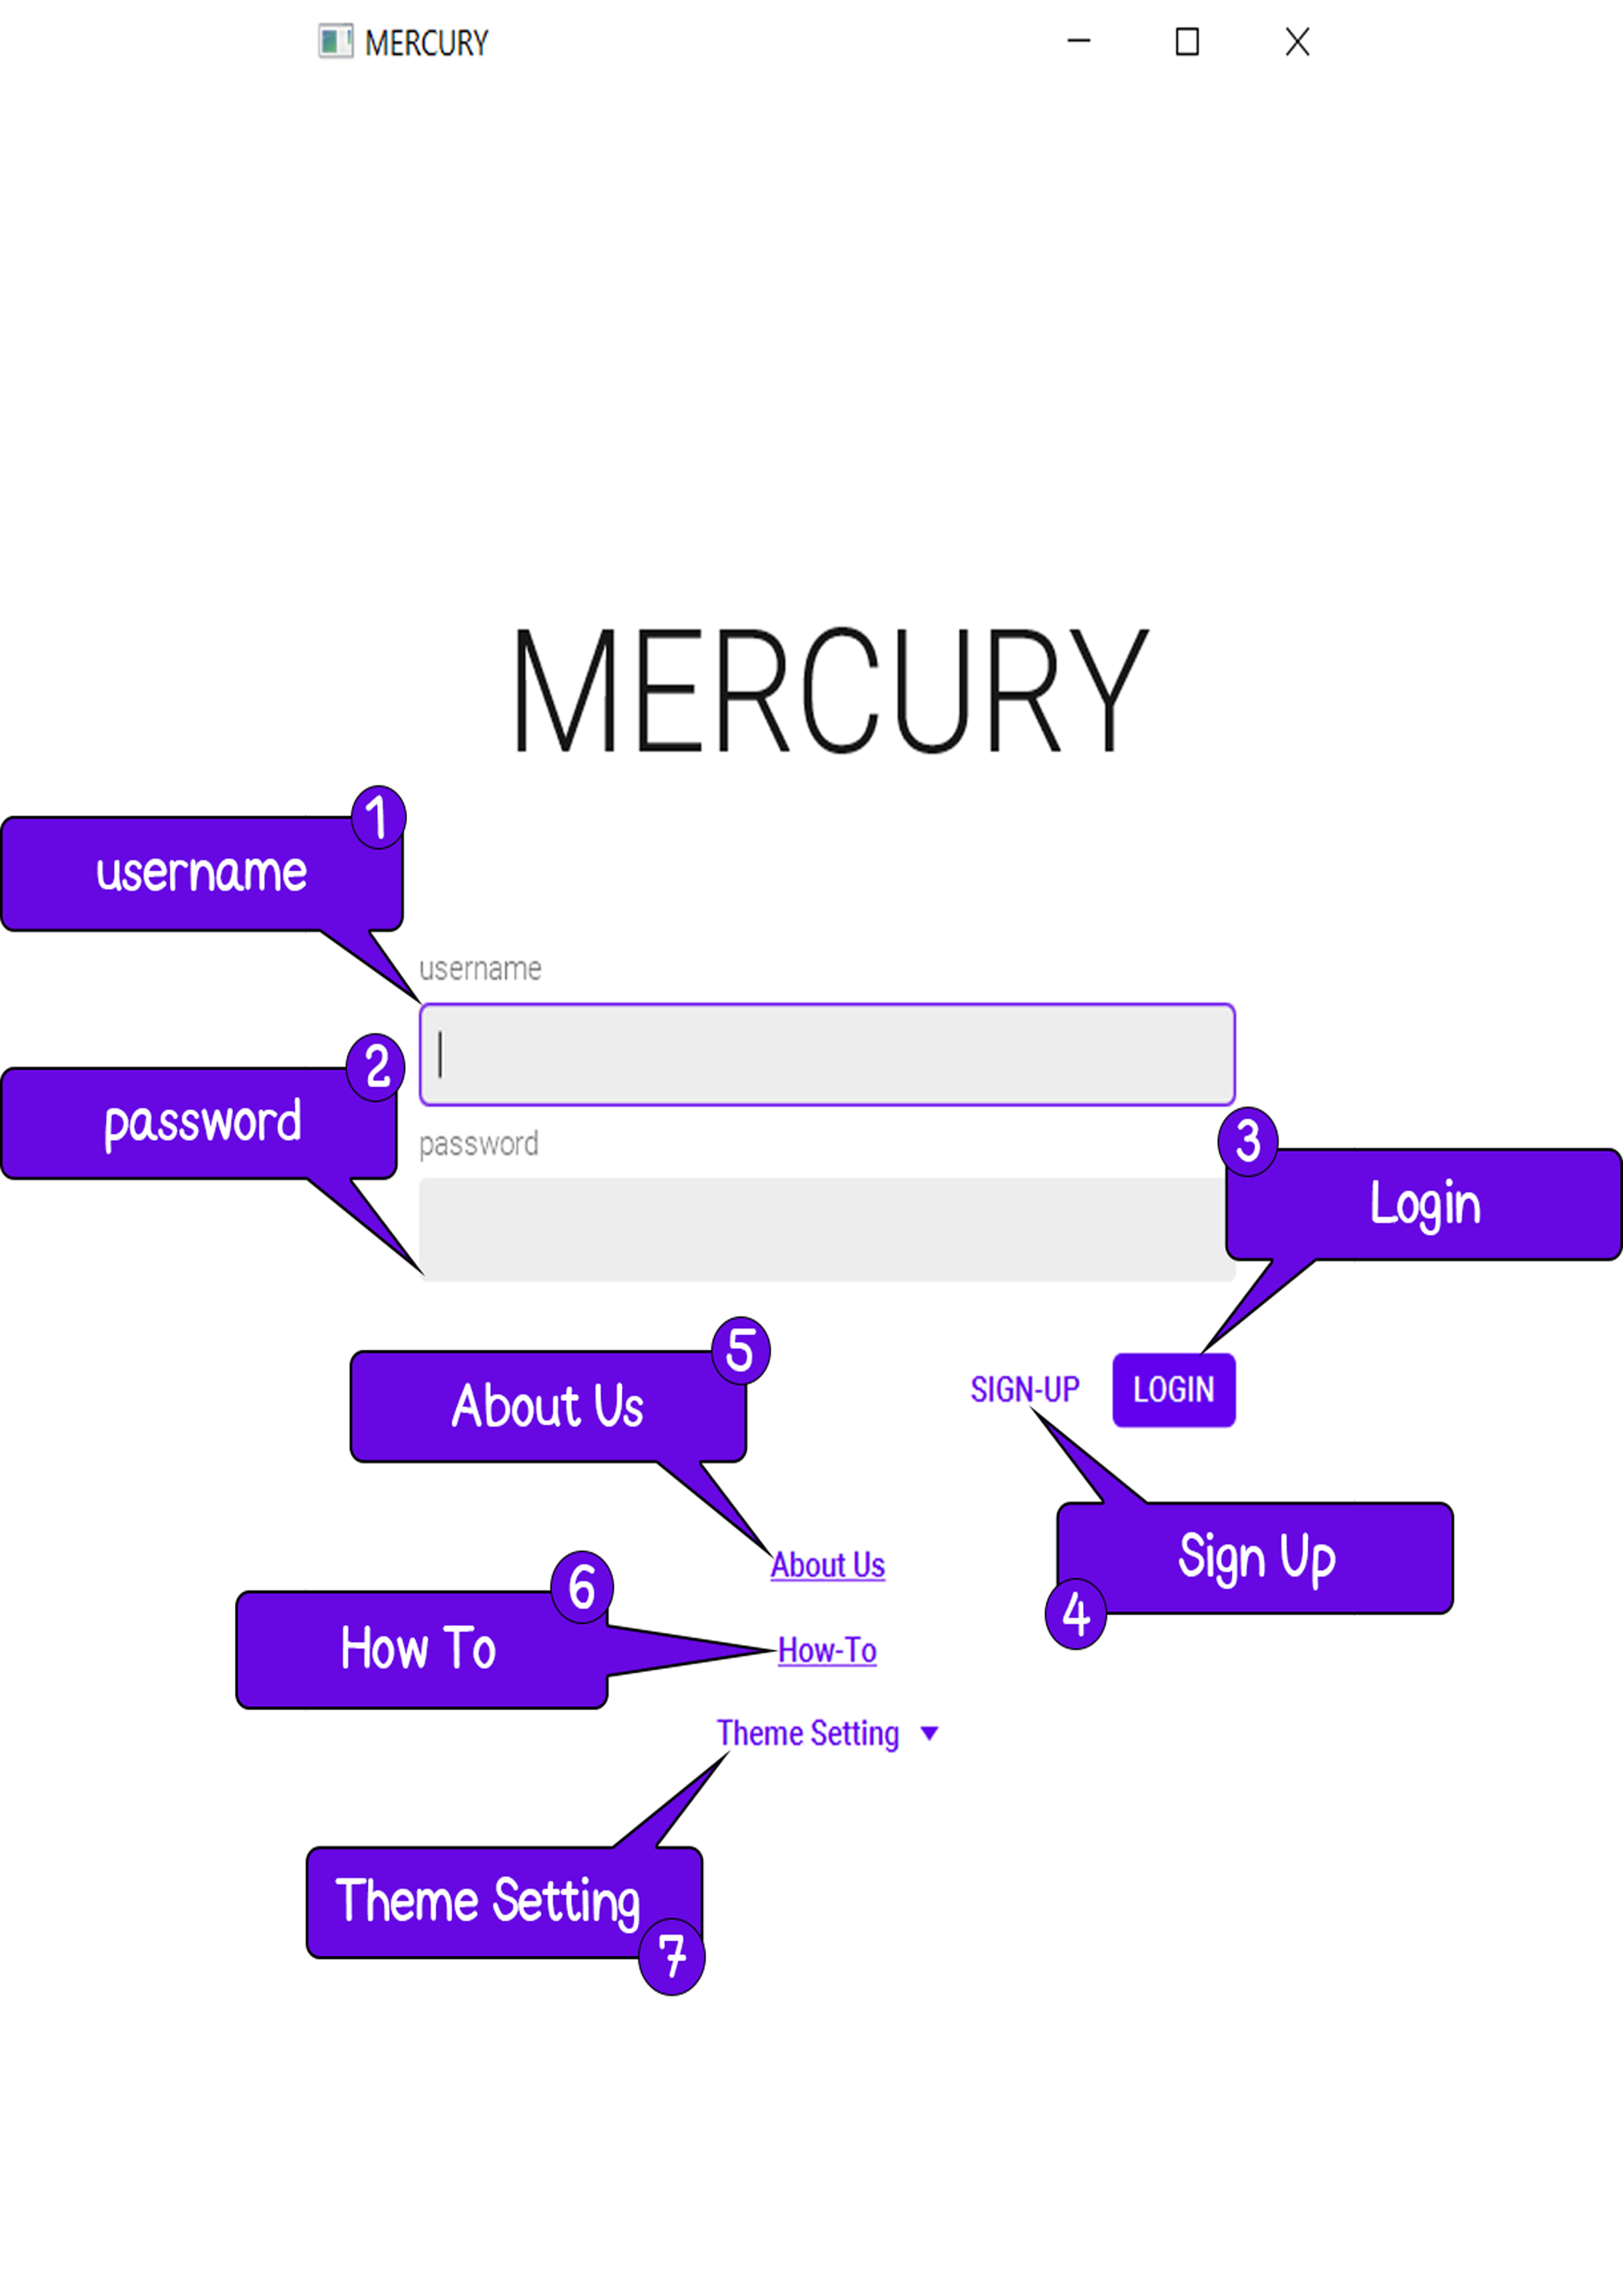 MERCURY
MERCURY
1
username
username
2
password
password
3
Login
5
About Us
SIGN-UP LOGIN
Sign Up
4
About Us
6
How To
How-To
Theme Setting
Theme Setting
7